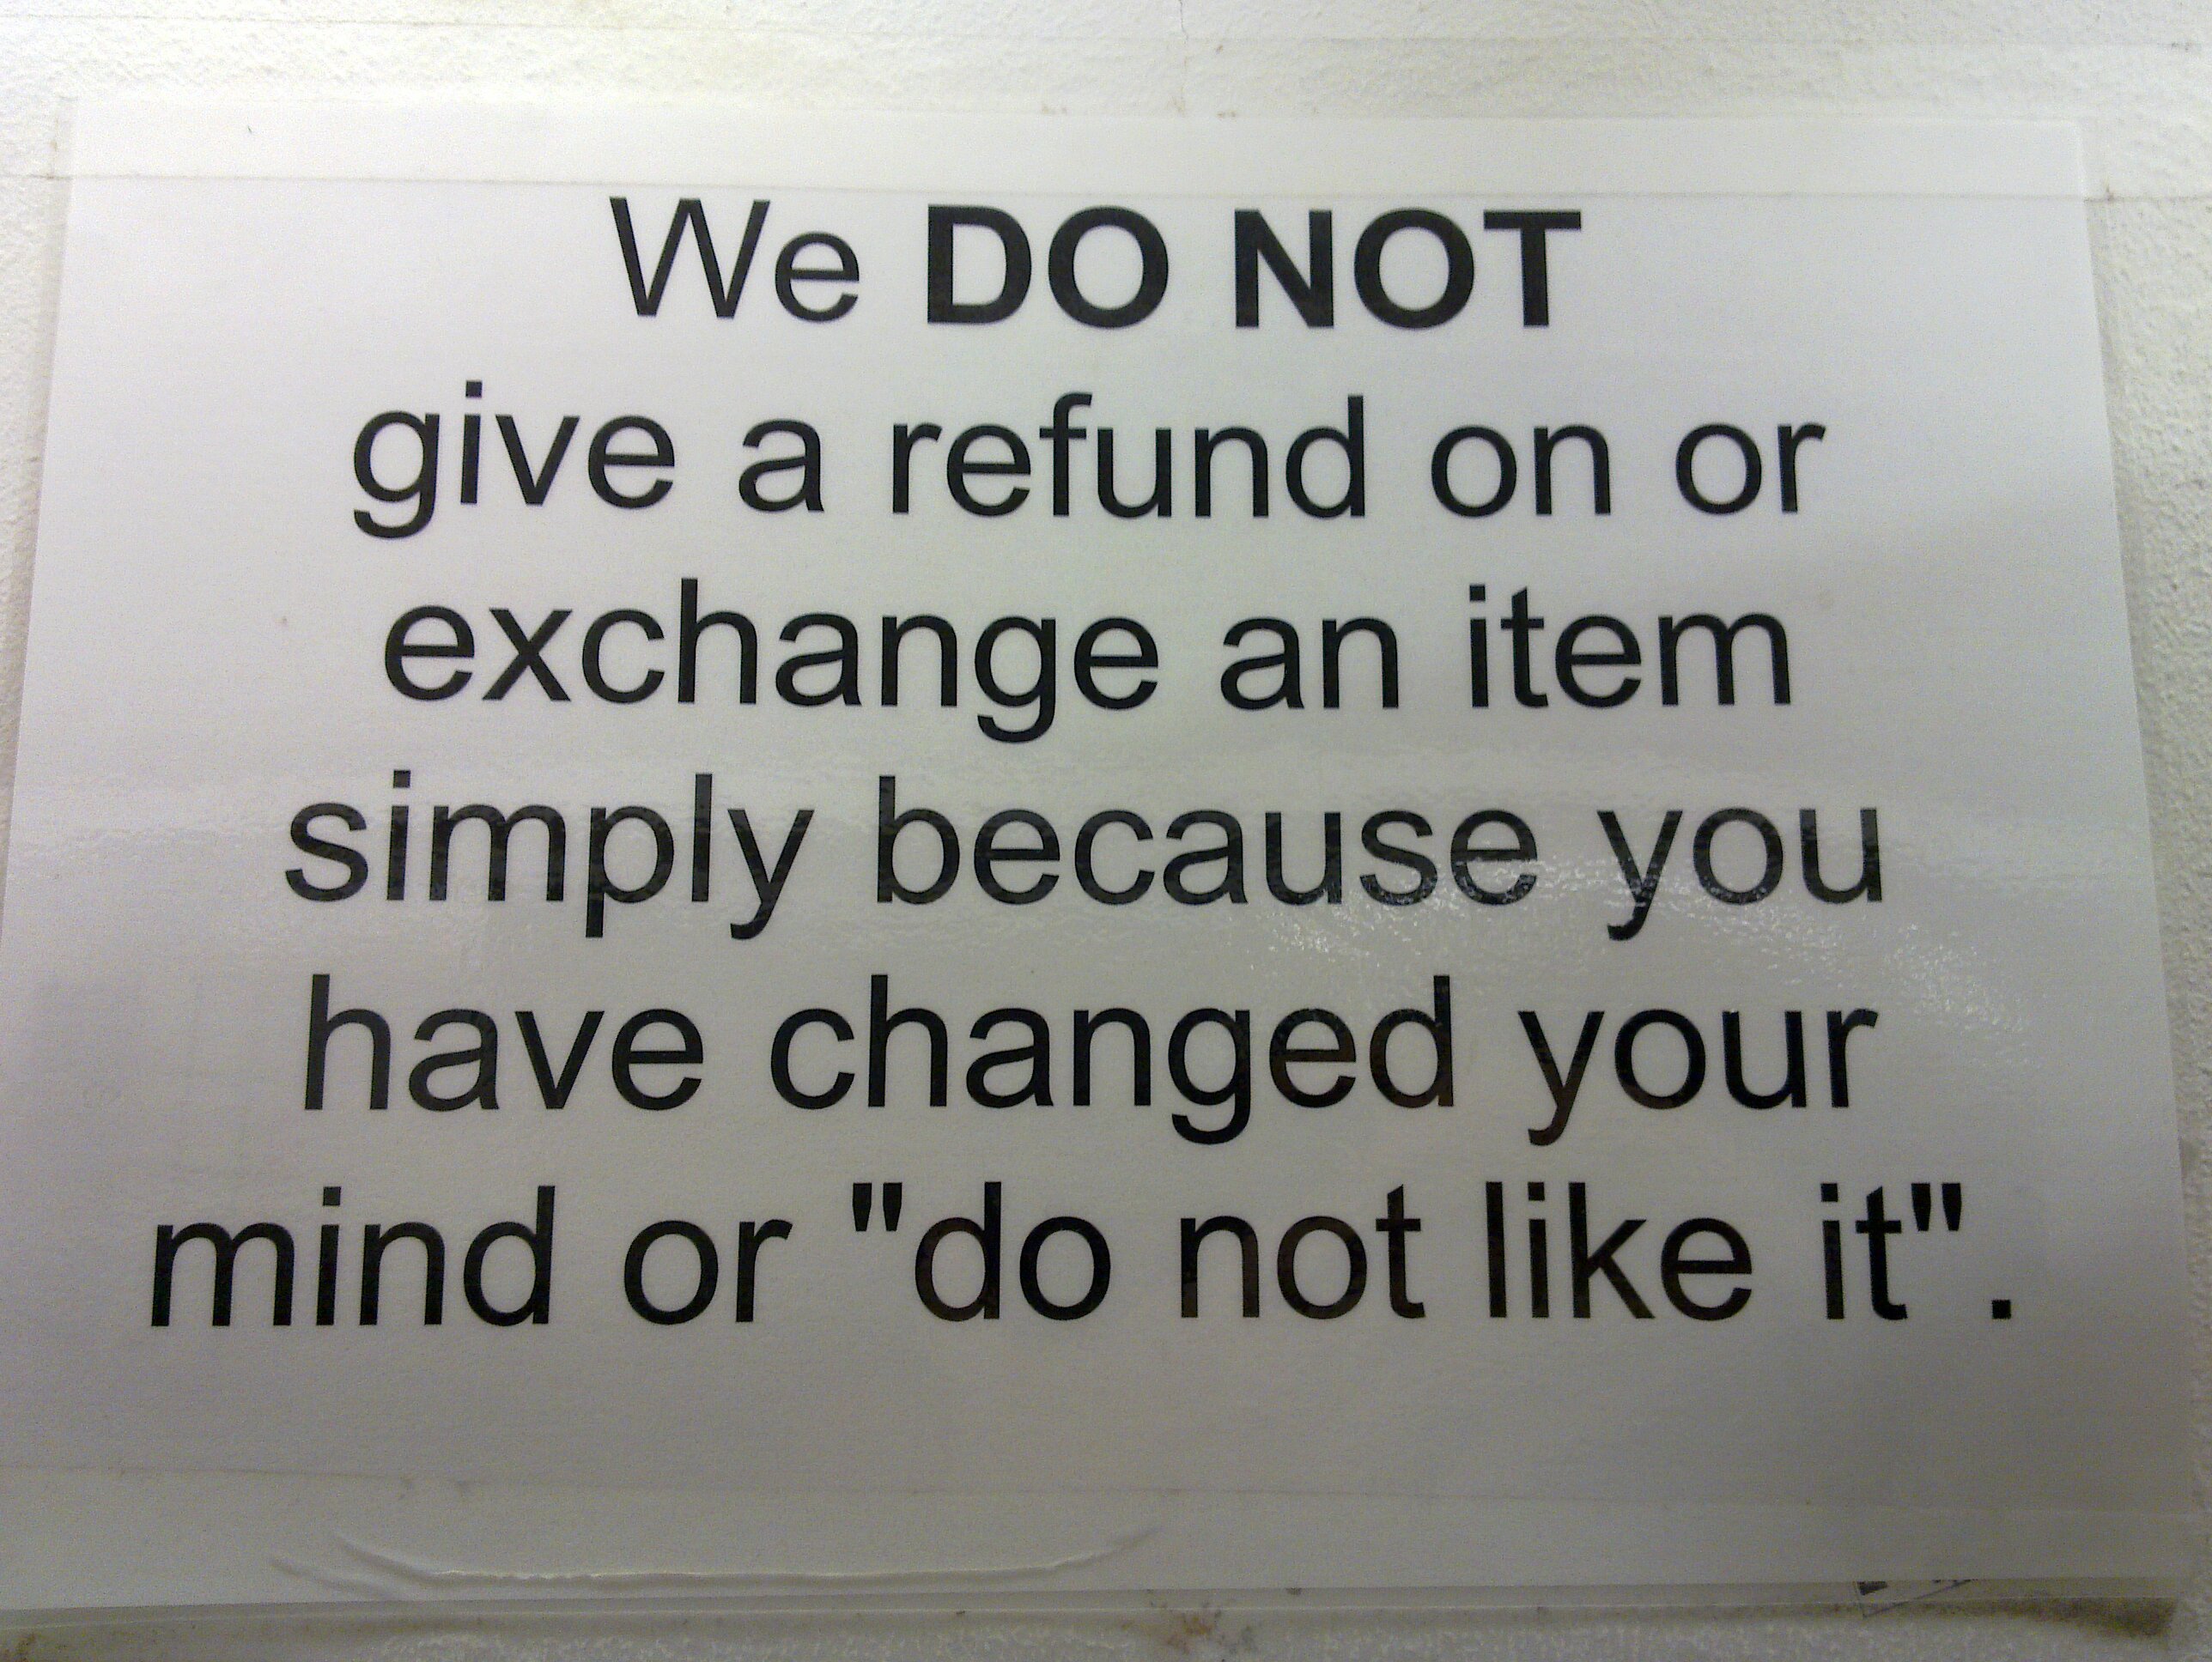 We DO NOT
give a refund on or
exchange an item
simply because you
have changed your
mind or "do not like it".